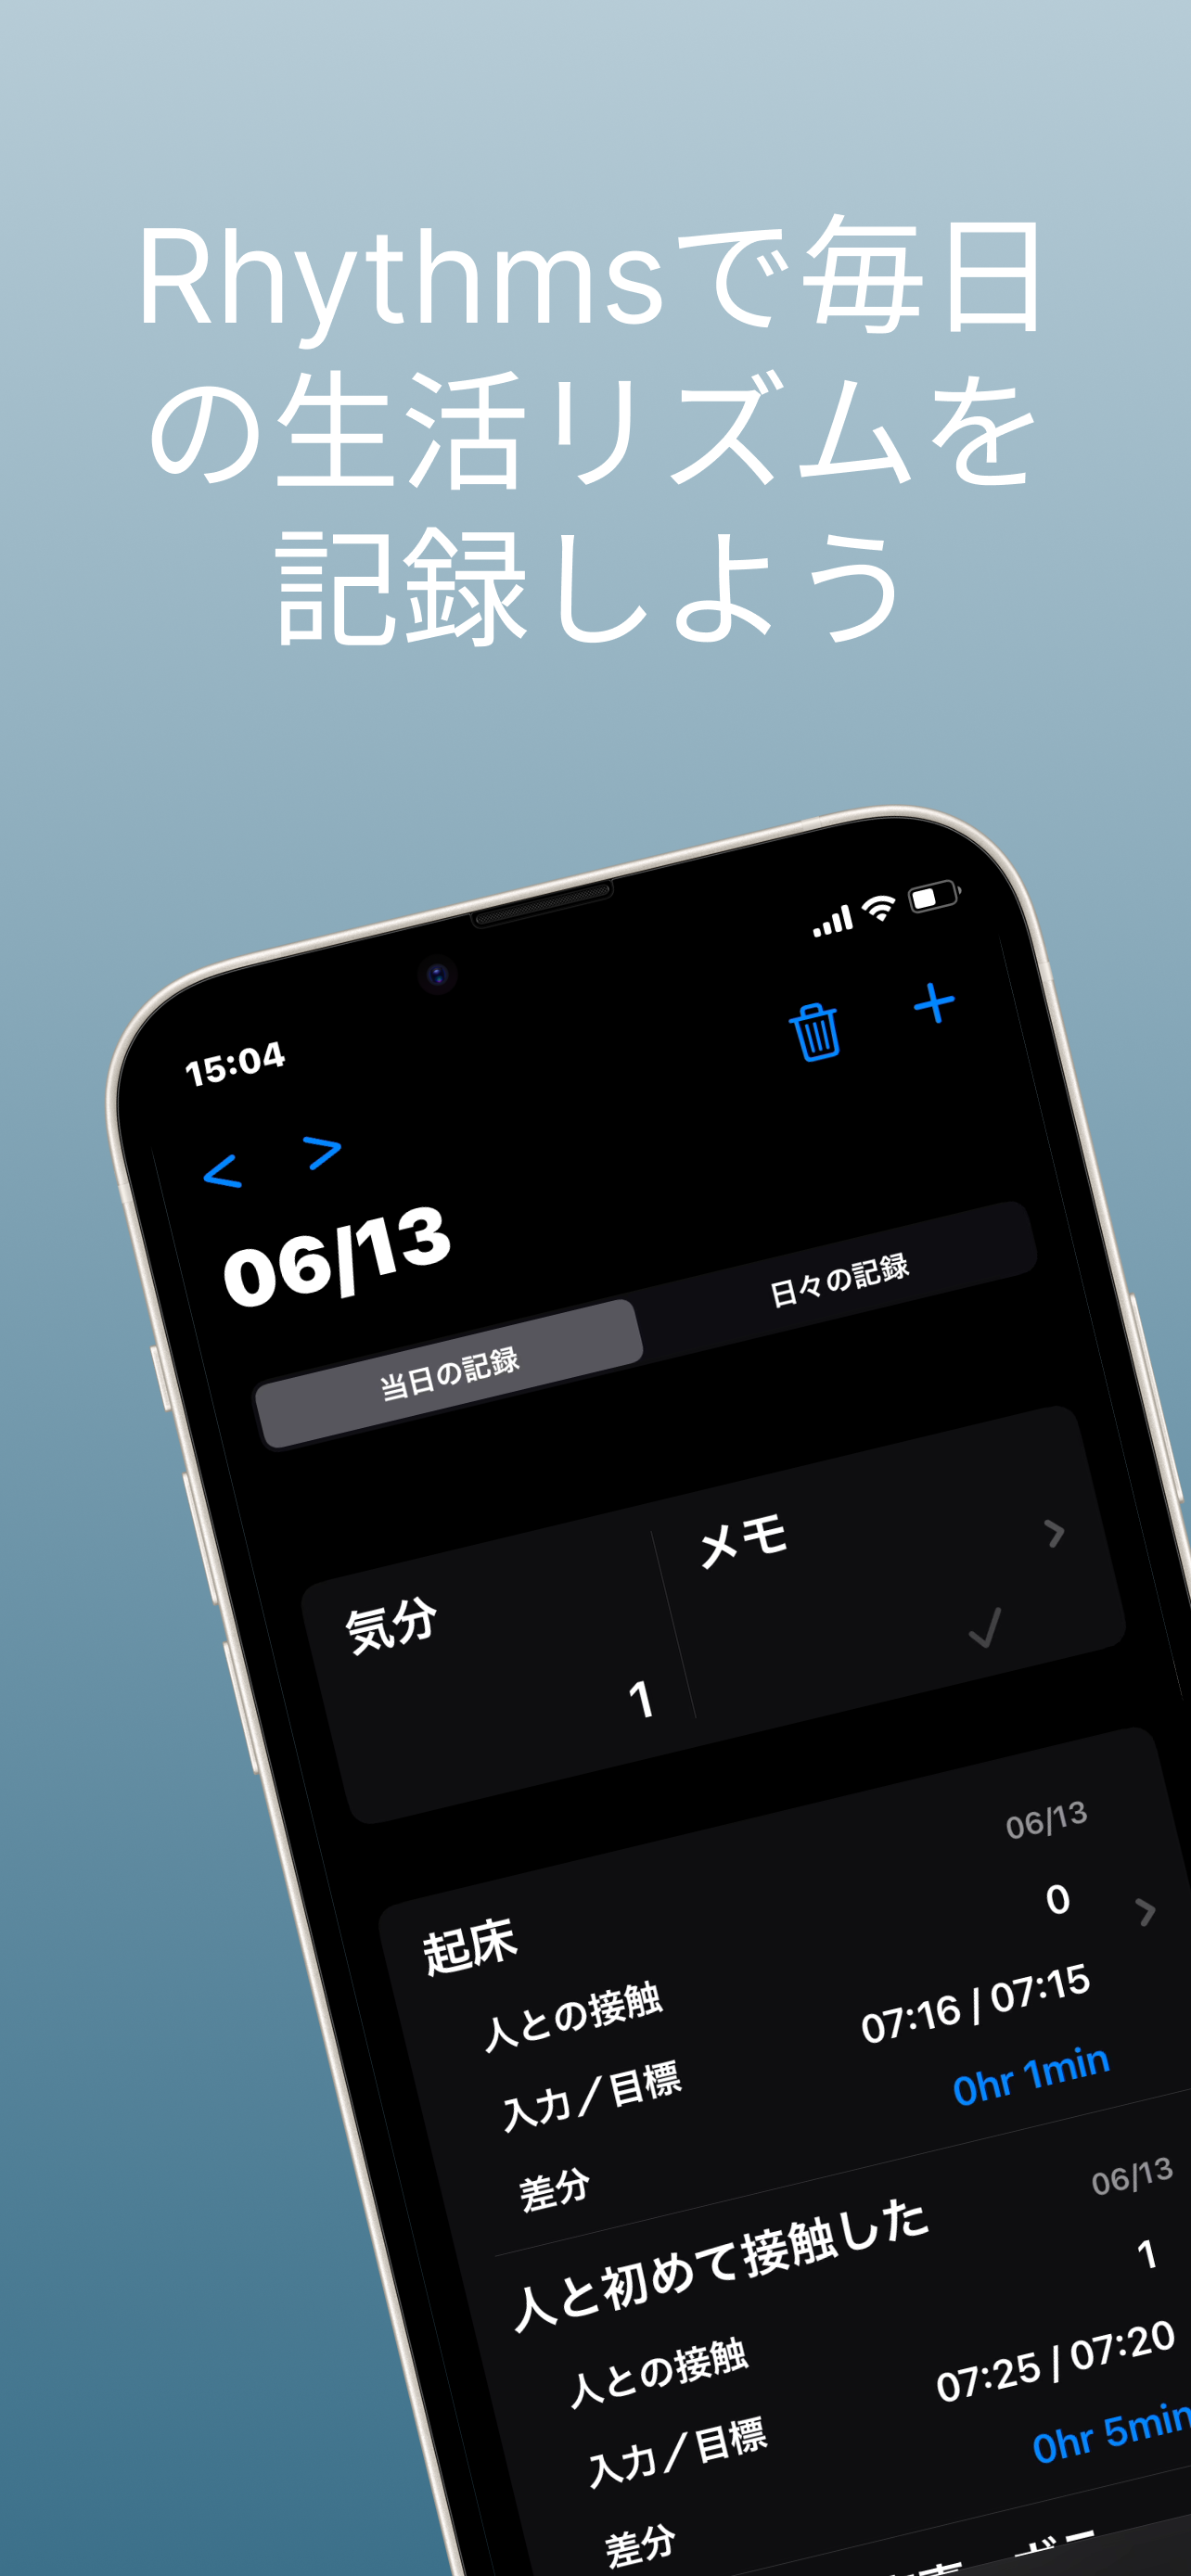 Rhythmsで毎日
の生活リズムを
記録しよう
15:04
< >
06/13
当日の記録 日々の記録
気分 メモ
1
06/13
起床 0
人との接触 07:16 / 07:15
入力／目標 0hr 1min
差分
06/13
人と初めて接触した 1
人との接触 07:25 / 07:20
入力／目標 0hr 5min
差分